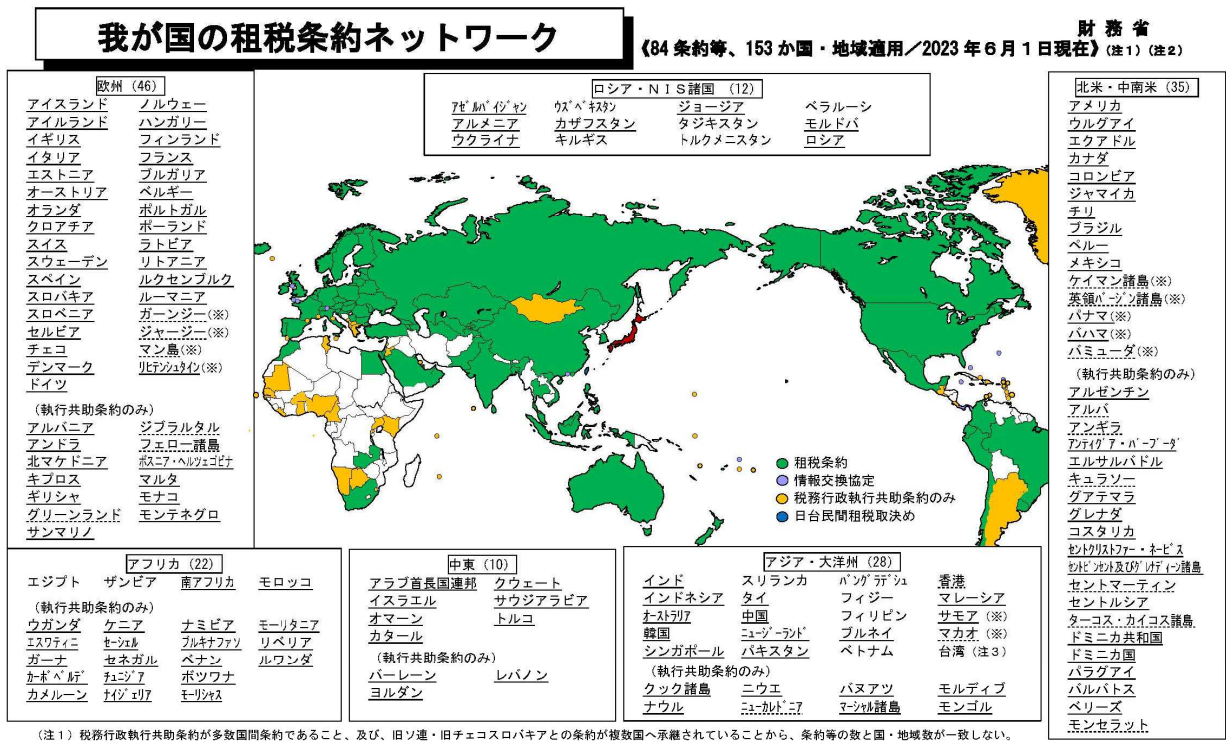 我が国の租税条約ネットワーク
財務省
《84条約等、153か国・地域適用／2023年6月1日現在》(注1)(注2)
欧州 (46)
アイスランド ノルウェー
アイルランド ハンガリー
イギリス フィンランド
イタリア フランス
エストニア ブルガリア
オーストリア ベルギー
オランダ ポルトガル
クロアチア ポーランド
スイス ラトビア
スウェーデン リトアニア
スペイン ルクセンブルク
スロバキア ルーマニア
スロベニア ガーンジー(※)
セルビア ジャージー(※)
チェコ マン島(※)
デンマーク リヒテンシュタイン(※)
ドイツ
(執行共助条約のみ)
アルバニア ジブラルタル
アンドラ フェロー諸島
北マケドニア ボスニア・ヘルツェゴビナ
キプロス マルタ
ギリシャ モナコ
グリーンランド モンテネグロ
サンマリノ
ロシア・NIS諸国 (12)
アゼルバイジャン ウズベキスタン ジョージア ベラルーシ
アルメニア カザフスタン タジキスタン モルドバ
ウクライナ キルギス トルクメニスタン ロシア
北米・中南米 (35)
アメリカ
ウルグアイ
エクアドル
カナダ
コロンビア
ジャマイカ
チリ
ブラジル
ペルー
メキシコ
ケイマン諸島(※)
英領バージン諸島(※)
パナマ(※)
バハマ(※)
バミューダ(※)
(執行共助条約のみ)
アルゼンチン
アルバ
アンギラ
アンティグア・バーブーダ
エルサルバドル
キュラソー
グアテマラ
グレナダ
コスタリカ
セントクリストファー・ネービス
セントビンセント及びグレナディーン諸島
セントマーティン
セントルシア
タークス・カイコス諸島
ドミニカ共和国
ドミニカ国
パラグアイ
バルバドス
ベリーズ
モンセラット
租税条約
情報交換協定
税務行政執行共助条約のみ
日台民間租税取決め
アフリカ (22)
エジプト ザンビア 南アフリカ モロッコ
(執行共助条約のみ)
ウガンダ ケニア ナミビア モーリタニア
エスワティニ セーシェル ブルキナファソ リベリア
ガーナ セネガル ベナン ルワンダ
カーボベルデ チュニジア ボツワナ
カメルーン ナイジェリア モーリシャス
中東 (10)
アラブ首長国連邦 クウェート
イスラエル サウジアラビア
オマーン トルコ
カタール
(執行共助条約のみ)
バーレーン レバノン
ヨルダン
アジア・大洋州 (28)
インド スリランカ バングラデシュ 香港
インドネシア タイ フィジー マレーシア
オーストラリア 中国 フィリピン サモア (※)
韓国 ニュージーランド ブルネイ マカオ (※)
シンガポール パキスタン ベトナム 台湾 (注3)
(執行共助条約のみ)
クック諸島 ニウエ バヌアツ モルディブ
ナウル ニューカレドニア マーシャル諸島 モンゴル
(注1) 税務行政執行共助条約が多数国間条約であること、及び、旧ソ連・旧チェコスロバキアとの条約が複数国へ承継されていることから、条約等の数と国・地域数が一致しない。